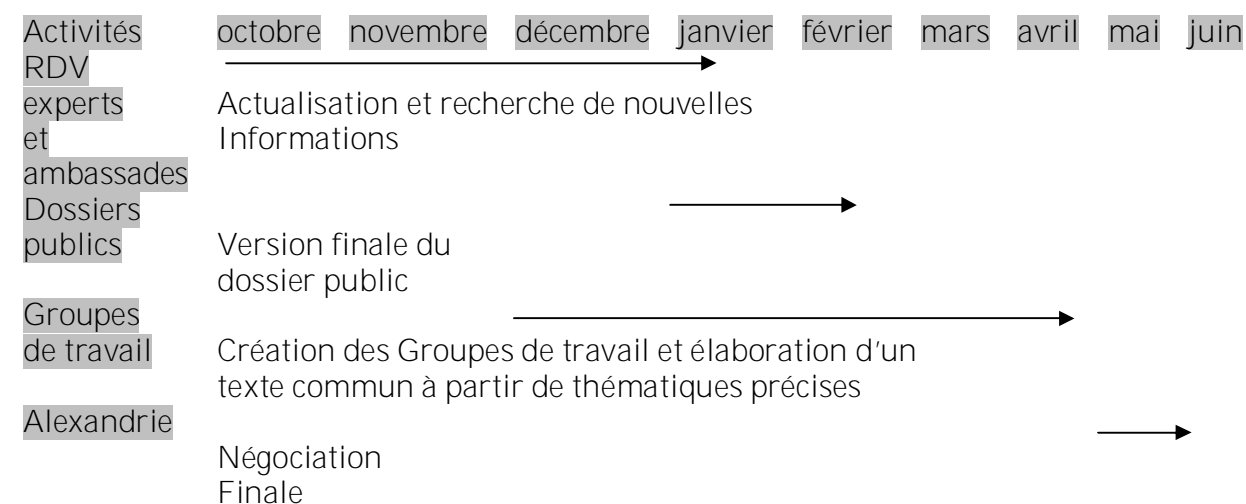 Activités octobre novembre décembre janvier février mars avril mai juin
RDV
experts Actualisation et recherche de nouvelles
et Informations
ambassades
Dossiers
publics Version finale du
dossier public
Groupes
de travail Création des Groupes de travail et élaboration d'un
texte commun à partir de thématiques précises
Alexandrie
Négociation
Finale